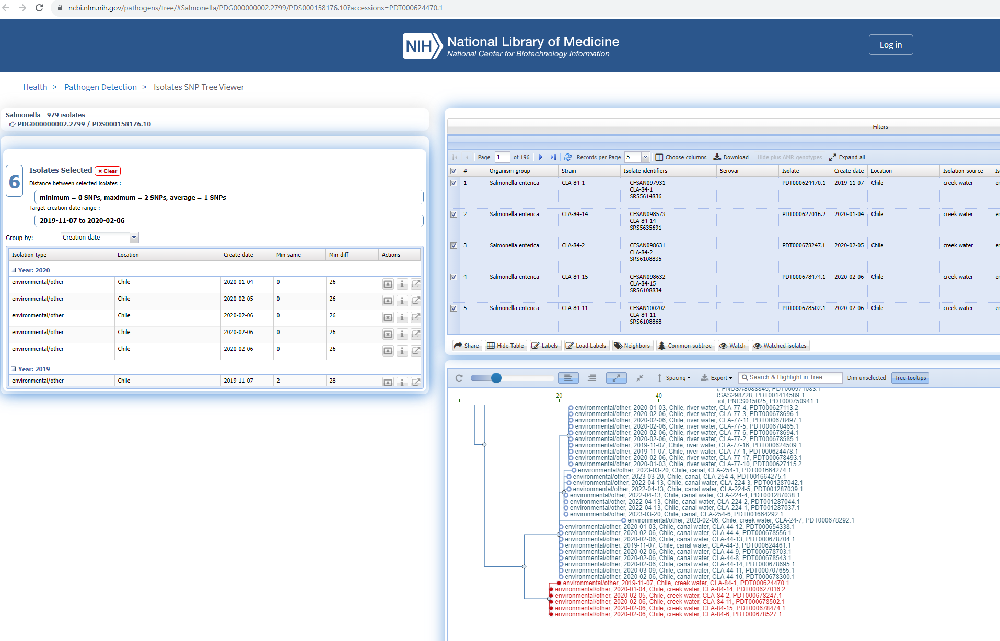 ncbi.nlm.nih.gov/pathogens/tree/#Salmonella/PDG000000002.2799/PDS000158176.10?accessions=PDT000624470.1
NIH
National Library of Medicine
National Center for Biotechnology Information
Log in
Health > Pathogen Detection > Isolates SNP Tree Viewer
Salmonella - 979 isolates
PDG000000002.2799 / PDS000158176.10
6
Isolates Selected Clear
Distance between selected isolates :
minimum = 0 SNPs, maximum = 2 SNPs, average = 1 SNPs
Target creation date range :
2019-11-07 to 2020-02-06
Group by: Creation date
Isolation type Location Create date Min-same Min-diff Actions
Year: 2020
environmental/other Chile 2020-01-04 0 26
environmental/other Chile 2020-02-05 0 26
environmental/other Chile 2020-02-06 0 26
environmental/other Chile 2020-02-06 0 26
environmental/other Chile 2020-02-06 0 26
Year: 2019
environmental/other Chile 2019-11-07 2 28
Filters
Page 1 of 196 Records per Page 5 Choose columns Download Hide plus AMR genotypes Expand all
# Organism group Strain Isolate identifiers Serovar Isolate Create date Location Isolation source Is
1 Salmonella enterica CLA-84-1 CFSAN097931 PDT000624470.1 2019-11-07 Chile creek water er
CLA-84-1
SRS5614836
2 Salmonella enterica CLA-84-14 CFSAN098573 PDT000627016.2 2020-01-04 Chile creek water er
CLA-84-14
SRS5635691
3 Salmonella enterica CLA-84-2 CFSAN098631 PDT000678247.1 2020-02-05 Chile creek water er
CLA-84-2
SRS6108835
4 Salmonella enterica CLA-84-15 CFSAN098632 PDT000678474.1 2020-02-06 Chile creek water er
CLA-84-15
SRS6108834
5 Salmonella enterica CLA-84-11 CFSAN100202 PDT000678502.1 2020-02-06 Chile creek water er
CLA-84-11
SRS6108868
Share Hide Table Labels Load Labels Neighbors Common subtree Watch Watched isolates
Spacing Export Search & Highlight in Tree Dim unselected Tree tooltips
20 40
PNUSAS088845, PDT000571083.1
JSAS298728, PDT001414589.1
ool, PNCS015025, PDT000750941.1
environmental/other, 2020-01-03, Chile, river water, CLA-77-4, PDT000627113.2
environmental/other, 2020-02-06, Chile, river water, CLA-77-3, PDT000678696.1
environmental/other, 2020-02-06, Chile, river water, CLA-77-11, PDT000678497.1
environmental/other, 2020-02-06, Chile, river water, CLA-77-5, PDT000678465.1
environmental/other, 2020-02-06, Chile, river water, CLA-77-6, PDT000678694.1
environmental/other, 2020-02-06, Chile, river water, CLA-77-2, PDT000678585.1
environmental/other, 2019-11-07, Chile, river water, CLA-77-16, PDT000624509.1
environmental/other, 2019-11-07, Chile, river water, CLA-77-1, PDT000624478.1
environmental/other, 2020-02-06, Chile, river water, CLA-77-17, PDT000678493.1
environmental/other, 2020-01-03, Chile, river water, CLA-77-10, PDT000627115.2
environmental/other, 2023-03-20, Chile, canal, CLA-254-1, PDT001664274.1
environmental/other, 2023-03-20, Chile, canal, CLA-254-4, PDT001664275.1
environmental/other, 2022-04-13, Chile, canal water, CLA-224-3, PDT001287042.1
environmental/other, 2022-04-13, Chile, canal water, CLA-224-5, PDT001287039.1
environmental/other, 2022-04-13, Chile, canal water, CLA-224-4, PDT001287038.1
environmental/other, 2022-04-13, Chile, canal water, CLA-224-2, PDT001287044.1
environmental/other, 2022-04-13, Chile, canal water, CLA-224-1, PDT001287037.1
environmental/other, 2023-03-20, Chile, canal, CLA-254-6, PDT001664292.1
environmental/other, 2020-02-06, Chile, creek water, CLA-24-7, PDT000678292.1
environmental/other, 2020-01-03, Chile, canal water, CLA-44-12, PDT000654338.1
environmental/other, 2020-02-06, Chile, canal water, CLA-44-4, PDT000678556.1
environmental/other, 2020-02-06, Chile, canal water, CLA-44-13, PDT000678704.1
environmental/other, 2019-11-07, Chile, canal water, CLA-44-3, PDT000624461.1
environmental/other, 2020-02-06, Chile, canal water, CLA-44-9, PDT000678703.1
environmental/other, 2020-02-06, Chile, canal water, CLA-44-8, PDT000678543.1
environmental/other, 2020-02-06, Chile, canal water, CLA-44-14, PDT000678695.1
environmental/other, 2020-03-09, Chile, canal water, CLA-44-11, PDT000707655.1
environmental/other, 2020-02-06, Chile, canal water, CLA-44-10, PDT000678300.1
environmental/other, 2019-11-07, Chile, creek water, CLA-84-1, PDT000624470.1
environmental/other, 2020-01-04, Chile, creek water, CLA-84-14, PDT000627016.2
environmental/other, 2020-02-05, Chile, creek water, CLA-84-2, PDT000678247.1
environmental/other, 2020-02-06, Chile, creek water, CLA-84-11, PDT000678502.1
environmental/other, 2020-02-06, Chile, creek water, CLA-84-15, PDT000678474.1
environmental/other, 2020-02-06, Chile, creek water, CLA-84-6, PDT000678527.1